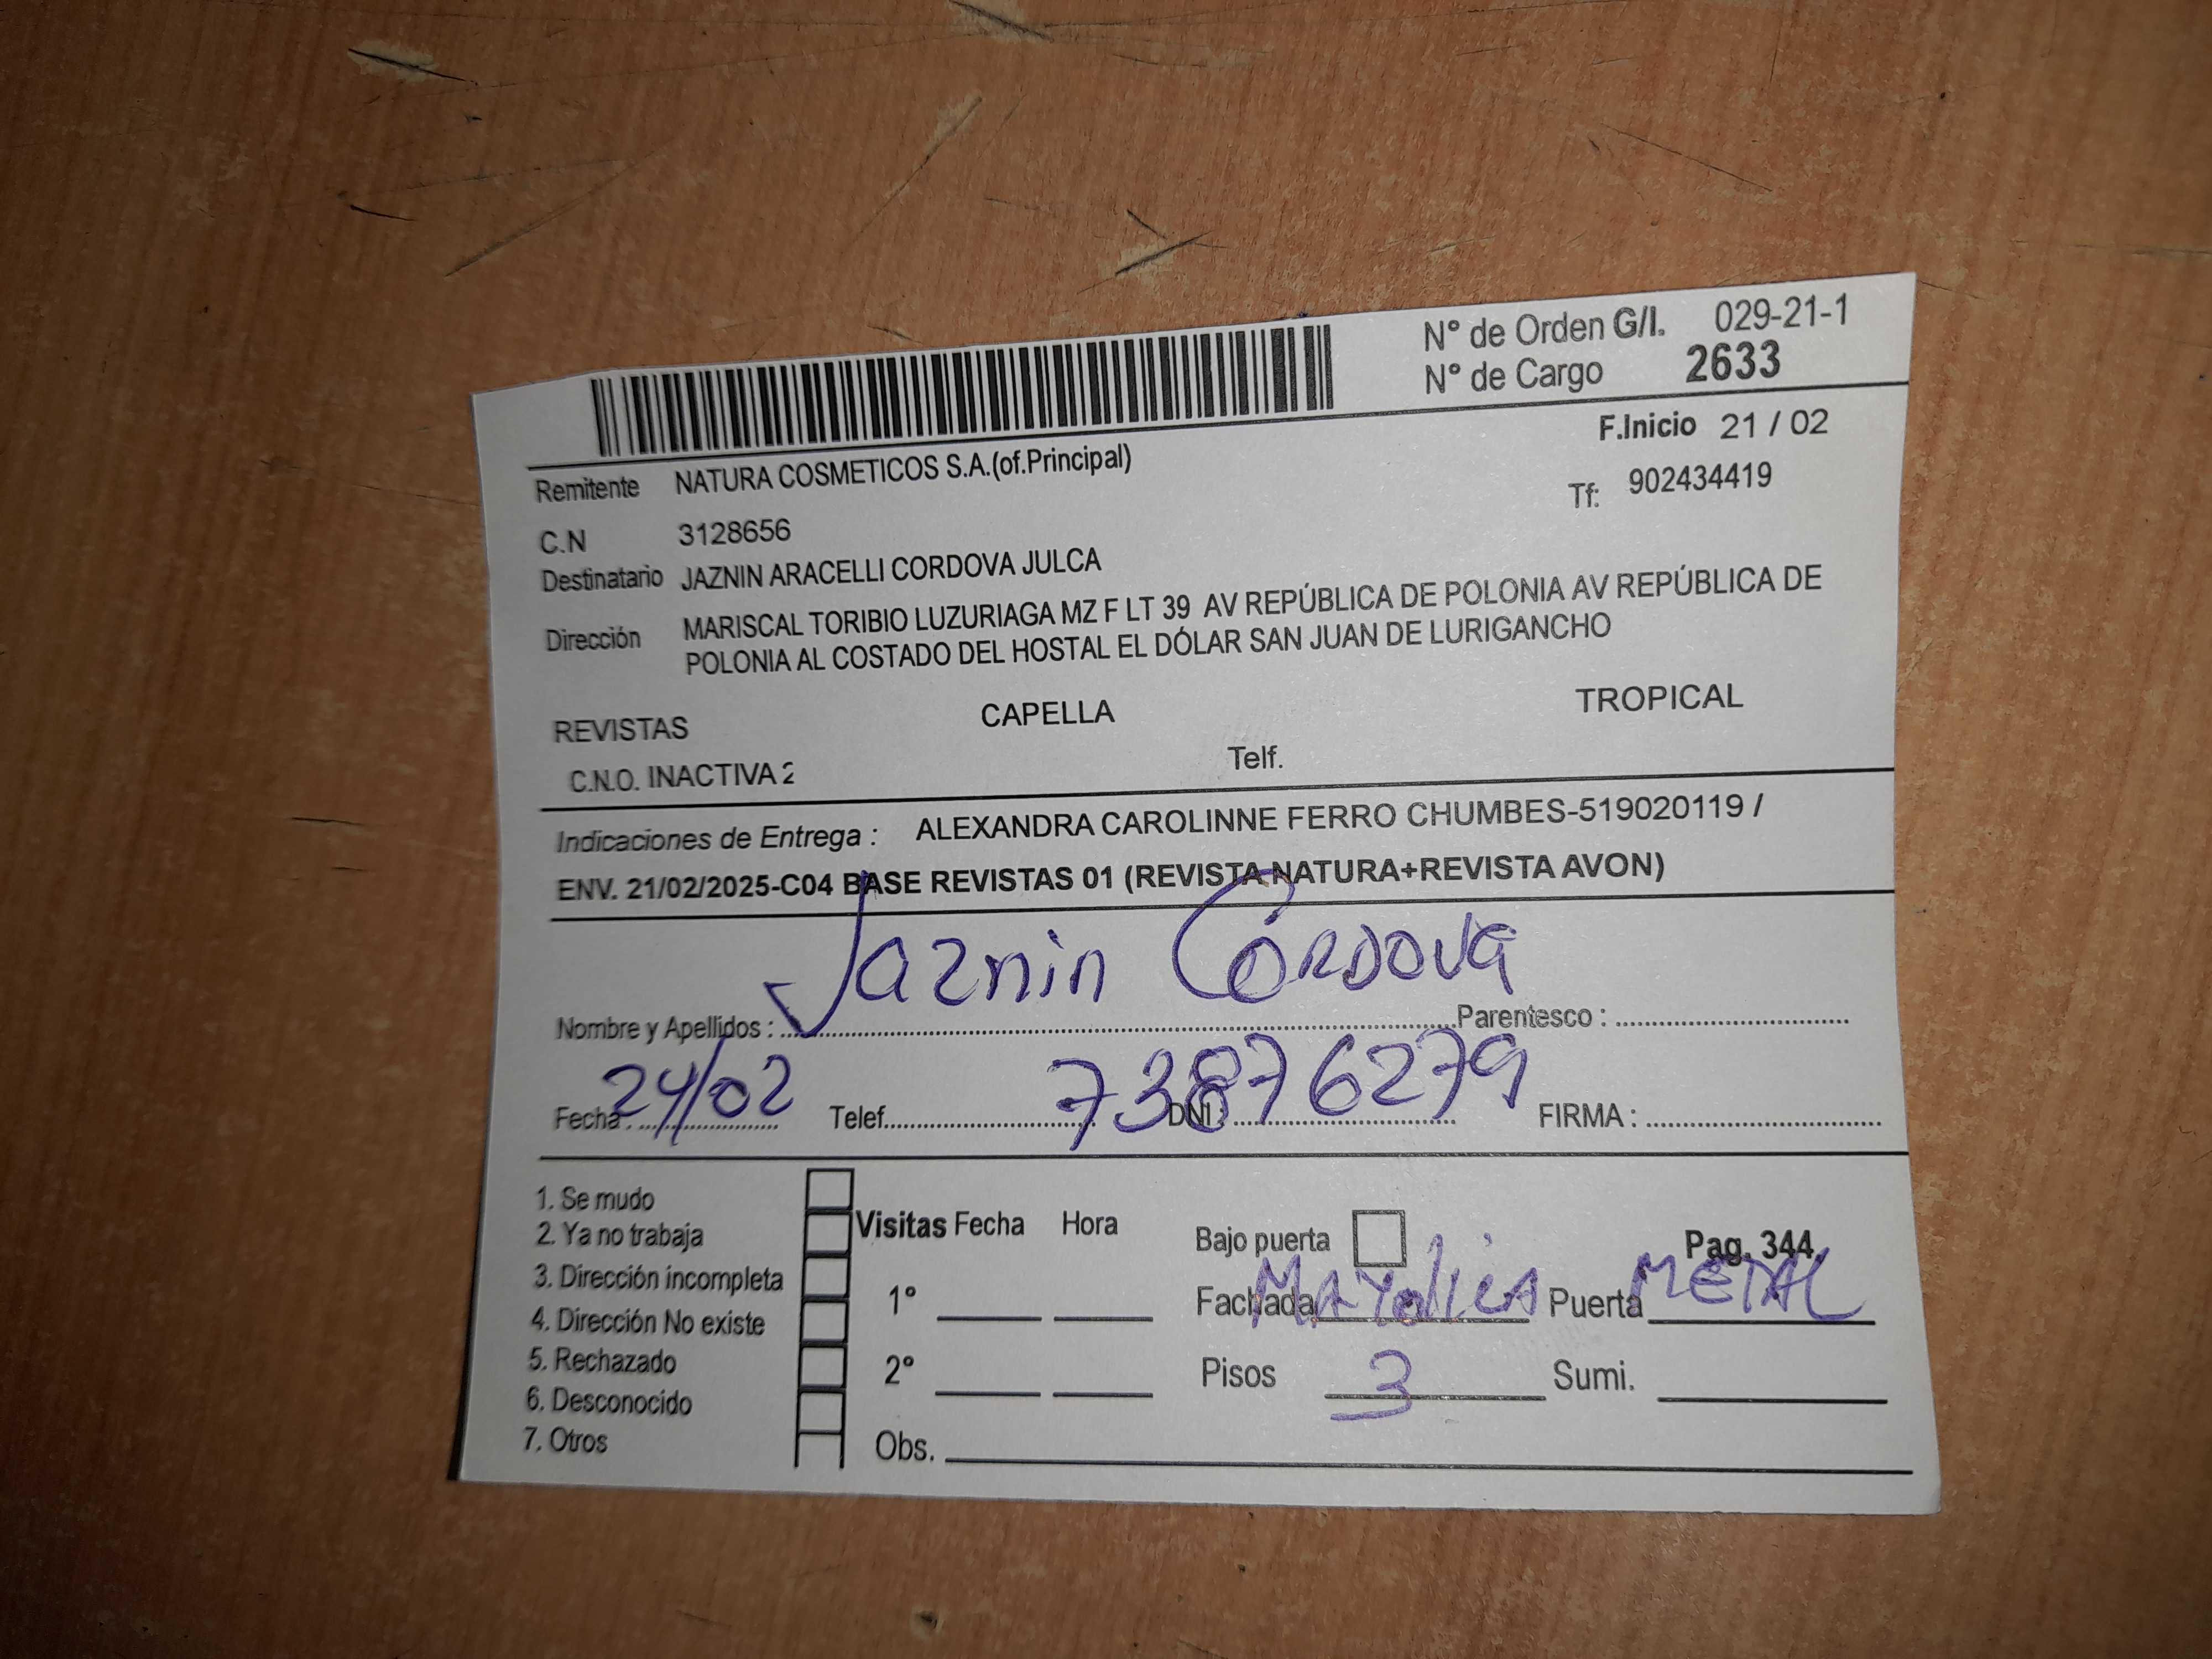 N° de Orden G/I. 029-21-1
N° de Cargo 2633
F.Inicio 21 / 02
Remitente NATURA COSMETICOS S.A.(of.Principal)
Tf: 902434419
C.N 3128656
Destinatario JAZNIN ARACELLI CORDOVA JULCA
Dirección MARISCAL TORIBIO LUZURIAGA MZ F LT 39 AV REPÚBLICA DE POLONIA AV REPÚBLICA DE
POLONIA AL COSTADO DEL HOSTAL EL DÓLAR SAN JUAN DE LURIGANCHO
REVISTAS CAPELLA TROPICAL
C.N.O. INACTIVA 2 Telf.
Indicaciones de Entrega : ALEXANDRA CAROLINNE FERRO CHUMBES-519020119 /
ENV. 21/02/2025-C04 BASE REVISTAS 01 (REVISTA NATURA+REVISTA AVON)
Nombre y Apellidos : Jaznin Córdova Parentesco :
Fecha : 24/02 Telef. DNI : 73876279 FIRMA :
1. Se mudo
2. Ya no trabaja
3. Dirección incompleta
4. Dirección No existe
5. Rechazado
6. Desconocido
7. Otros
Visitas Fecha Hora
1°
2°
Obs.
Bajo puerta Pag. 344.
Fachada MAYOliCA Puerta METAL
Pisos 3 Sumi.